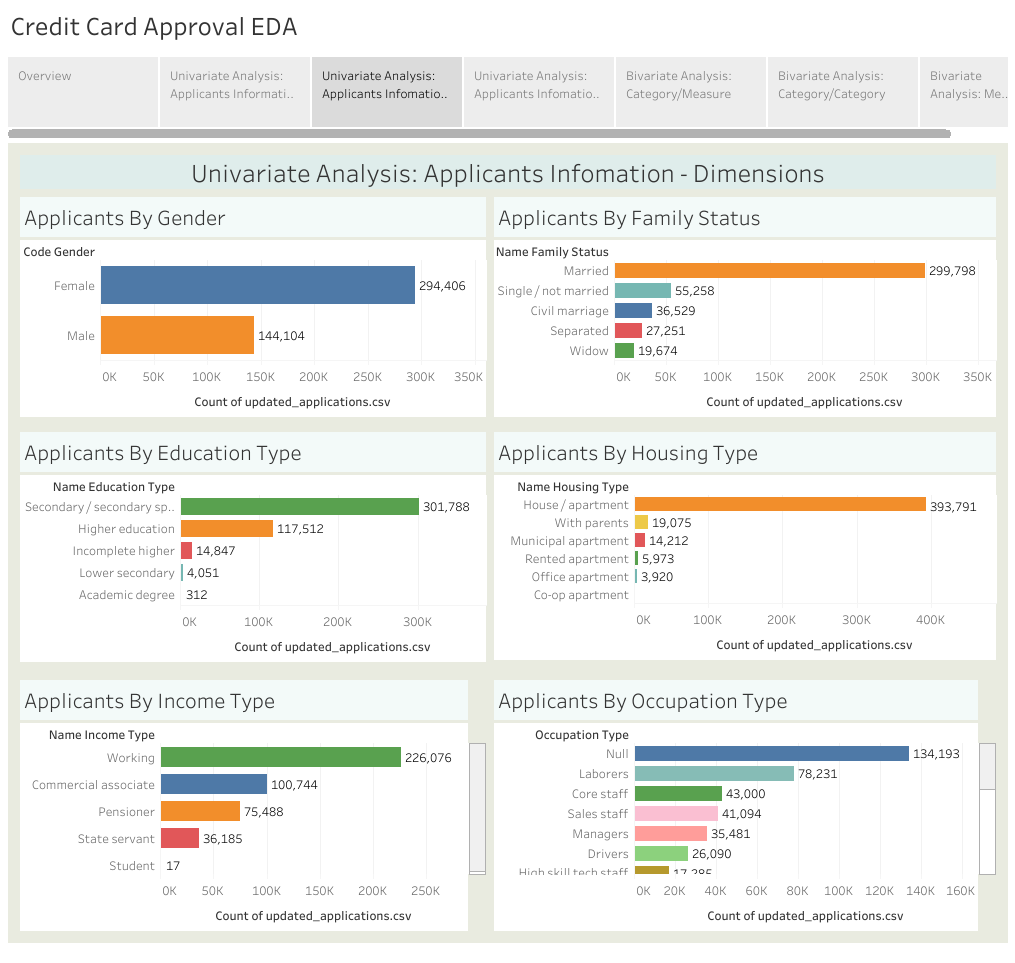 Credit Card Approval EDA
Overview
Univariate Analysis:
Applicants Informati..
Univariate Analysis:
Applicants Infomatio..
Univariate Analysis:
Applicants Infomatio..
Bivariate Analysis:
Category/Measure
Bivariate Analysis:
Category/Category
Bivariate
Analysis: Me..
Univariate Analysis: Applicants Infomation - Dimensions
Applicants By Gender
Code Gender
Female 294,406
Male 144,104
0K 50K 100K 150K 200K 250K 300K 350K
Count of updated_applications.csv
Applicants By Family Status
Name Family Status
Married 299,798
Single / not married 55,258
Civil marriage 36,529
Separated 27,251
Widow 19,674
0K 50K 100K 150K 200K 250K 300K 350K
Count of updated_applications.csv
Applicants By Education Type
Name Education Type
Secondary / secondary sp.. 301,788
Higher education 117,512
Incomplete higher 14,847
Lower secondary 4,051
Academic degree 312
0K 100K 200K 300K
Count of updated_applications.csv
Applicants By Housing Type
Name Housing Type
House / apartment 393,791
With parents 19,075
Municipal apartment 14,212
Rented apartment 5,973
Office apartment 3,920
Co-op apartment
0K 100K 200K 300K 400K
Count of updated_applications.csv
Applicants By Income Type
Name Income Type
Working 226,076
Commercial associate 100,744
Pensioner 75,488
State servant 36,185
Student 17
0K 50K 100K 150K 200K 250K
Count of updated_applications.csv
Applicants By Occupation Type
Occupation Type
Null 134,193
Laborers 78,231
Core staff 43,000
Sales staff 41,094
Managers 35,481
Drivers 26,090
High skill tech staff
0K 20K 40K 60K 80K 100K 120K 140K 160K
Count of updated_applications.csv